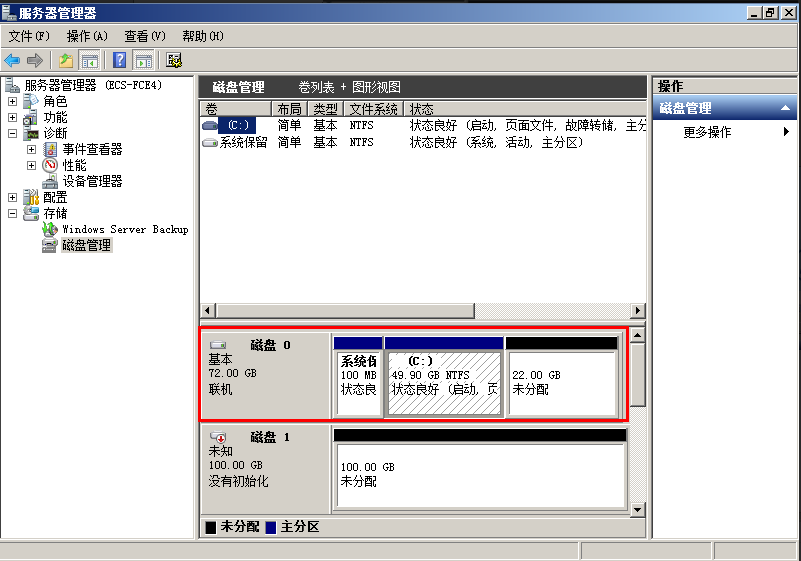 服务器管理器
文件(F) 操作(A) 查看(V) 帮助(H)
服务器管理器 (ECS-FCE4)
角色
功能
诊断
事件查看器
性能
设备管理器
配置
存储
Windows Server Backup
磁盘管理
磁盘管理 卷列表 + 图形视图
卷 布局 类型 文件系统 状态
(C:) 简单 基本 NTFS 状态良好 (启动, 页面文件, 故障转储, 主分
系统保留 简单 基本 NTFS 状态良好 (系统, 活动, 主分区)
磁盘 0
基本
72.00 GB
联机
系统保
100 MB
状态良
(C:)
49.90 GB NTFS
状态良好 (启动, 页
22.00 GB
未分配
磁盘 1
未知
100.00 GB
没有初始化
100.00 GB
未分配
未分配 主分区
操作
磁盘管理
更多操作